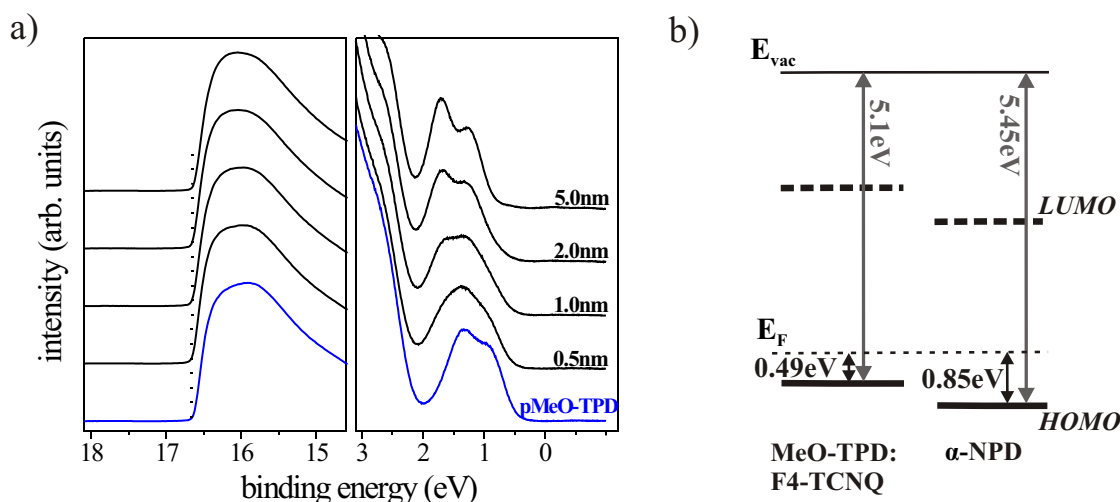 a)
intensity (arb. units)
5.0nm
2.0nm
1.0nm
0.5nm
pMeO-TPD
18 17 16 15 3 2 1 0
binding energy (eV)
b)
E_vac
5.1eV
5.45eV
LUMO
E_F
0.49eV
0.85eV
HOMO
MeO-TPD:
F4-TCNQ
α-NPD